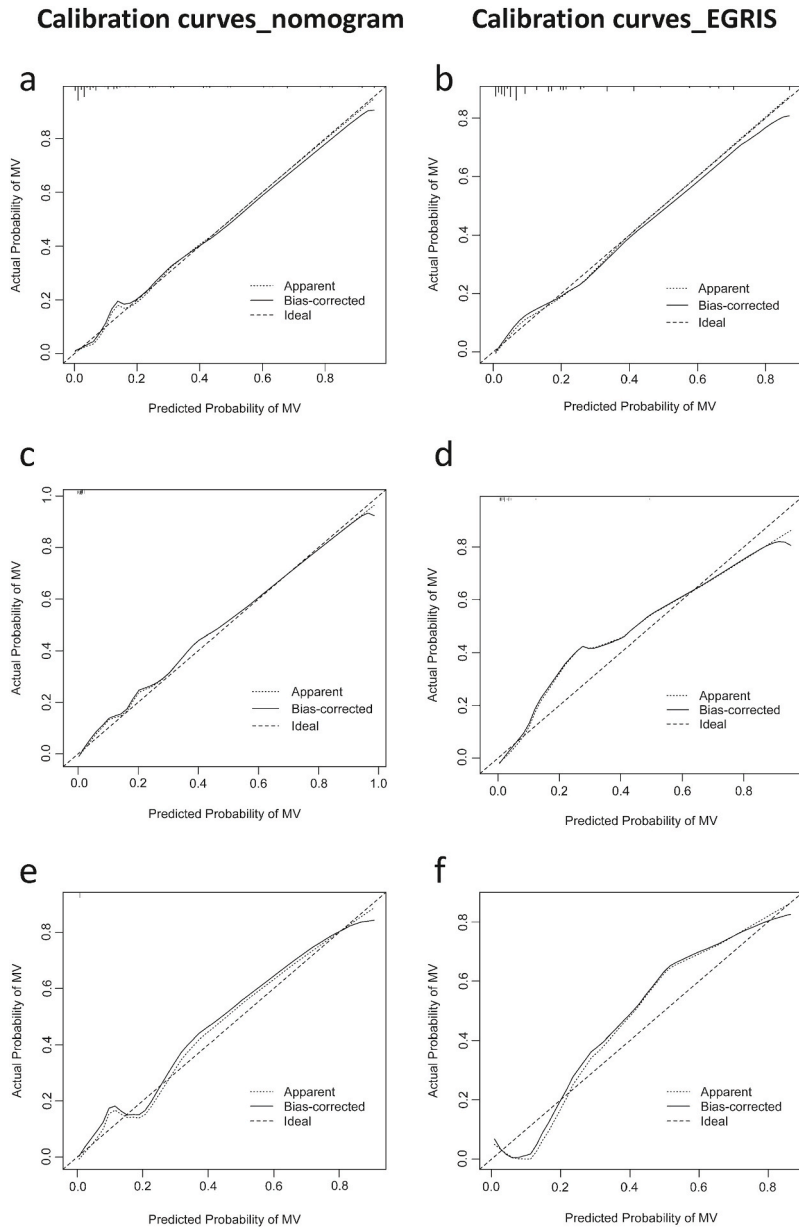 Calibration curves_nomogram
Calibration curves_EGRIS
a
Actual Probability of MV
0.0 0.2 0.4 0.6 0.8
Apparent
Bias-corrected
Ideal
0.0 0.2 0.4 0.6 0.8
Predicted Probability of MV
b
Actual Probability of MV
0.0 0.2 0.4 0.6 0.8
Apparent
Bias-corrected
Ideal
0.0 0.2 0.4 0.6 0.8
Predicted Probability of MV
c
Actual Probability of MV
0.0 0.2 0.4 0.6 0.8 1.0
Apparent
Bias-corrected
Ideal
0.0 0.2 0.4 0.6 0.8 1.0
Predicted Probability of MV
d
Actual Probability of MV
0.0 0.2 0.4 0.6 0.8
Apparent
Bias-corrected
Ideal
0.0 0.2 0.4 0.6 0.8
Predicted Probability of MV
e
Actual Probability of MV
0.0 0.2 0.4 0.6 0.8
Apparent
Bias-corrected
Ideal
0.0 0.2 0.4 0.6 0.8
Predicted Probability of MV
f
Actual Probability of MV
0.0 0.2 0.4 0.6 0.8
Apparent
Bias-corrected
Ideal
0.0 0.2 0.4 0.6 0.8
Predicted Probability of MV